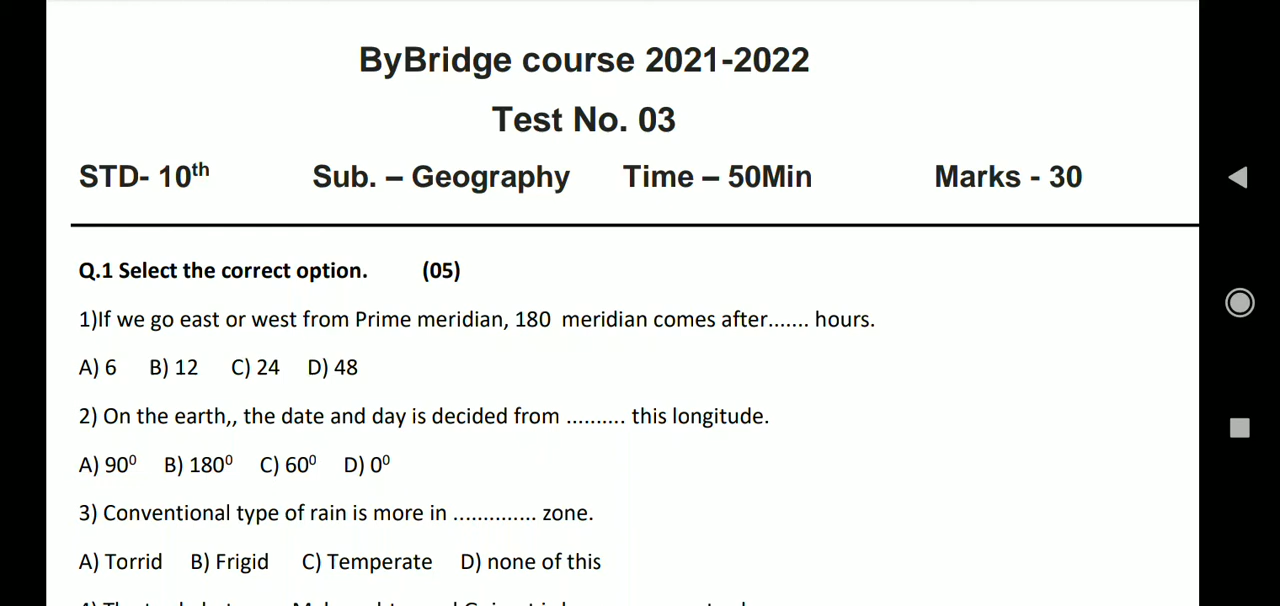 ByBridge course 2021-2022
Test No. 03
STD- 10th Sub. – Geography Time – 50Min Marks - 30
Q.1 Select the correct option. (05)
1)If we go east or west from Prime meridian, 180 meridian comes after....... hours.
A) 6 B) 12 C) 24 D) 48
2) On the earth,, the date and day is decided from .......... this longitude.
A) 90⁰ B) 180⁰ C) 60⁰ D) 0⁰
3) Conventional type of rain is more in .............. zone.
A) Torrid B) Frigid C) Temperate D) none of this